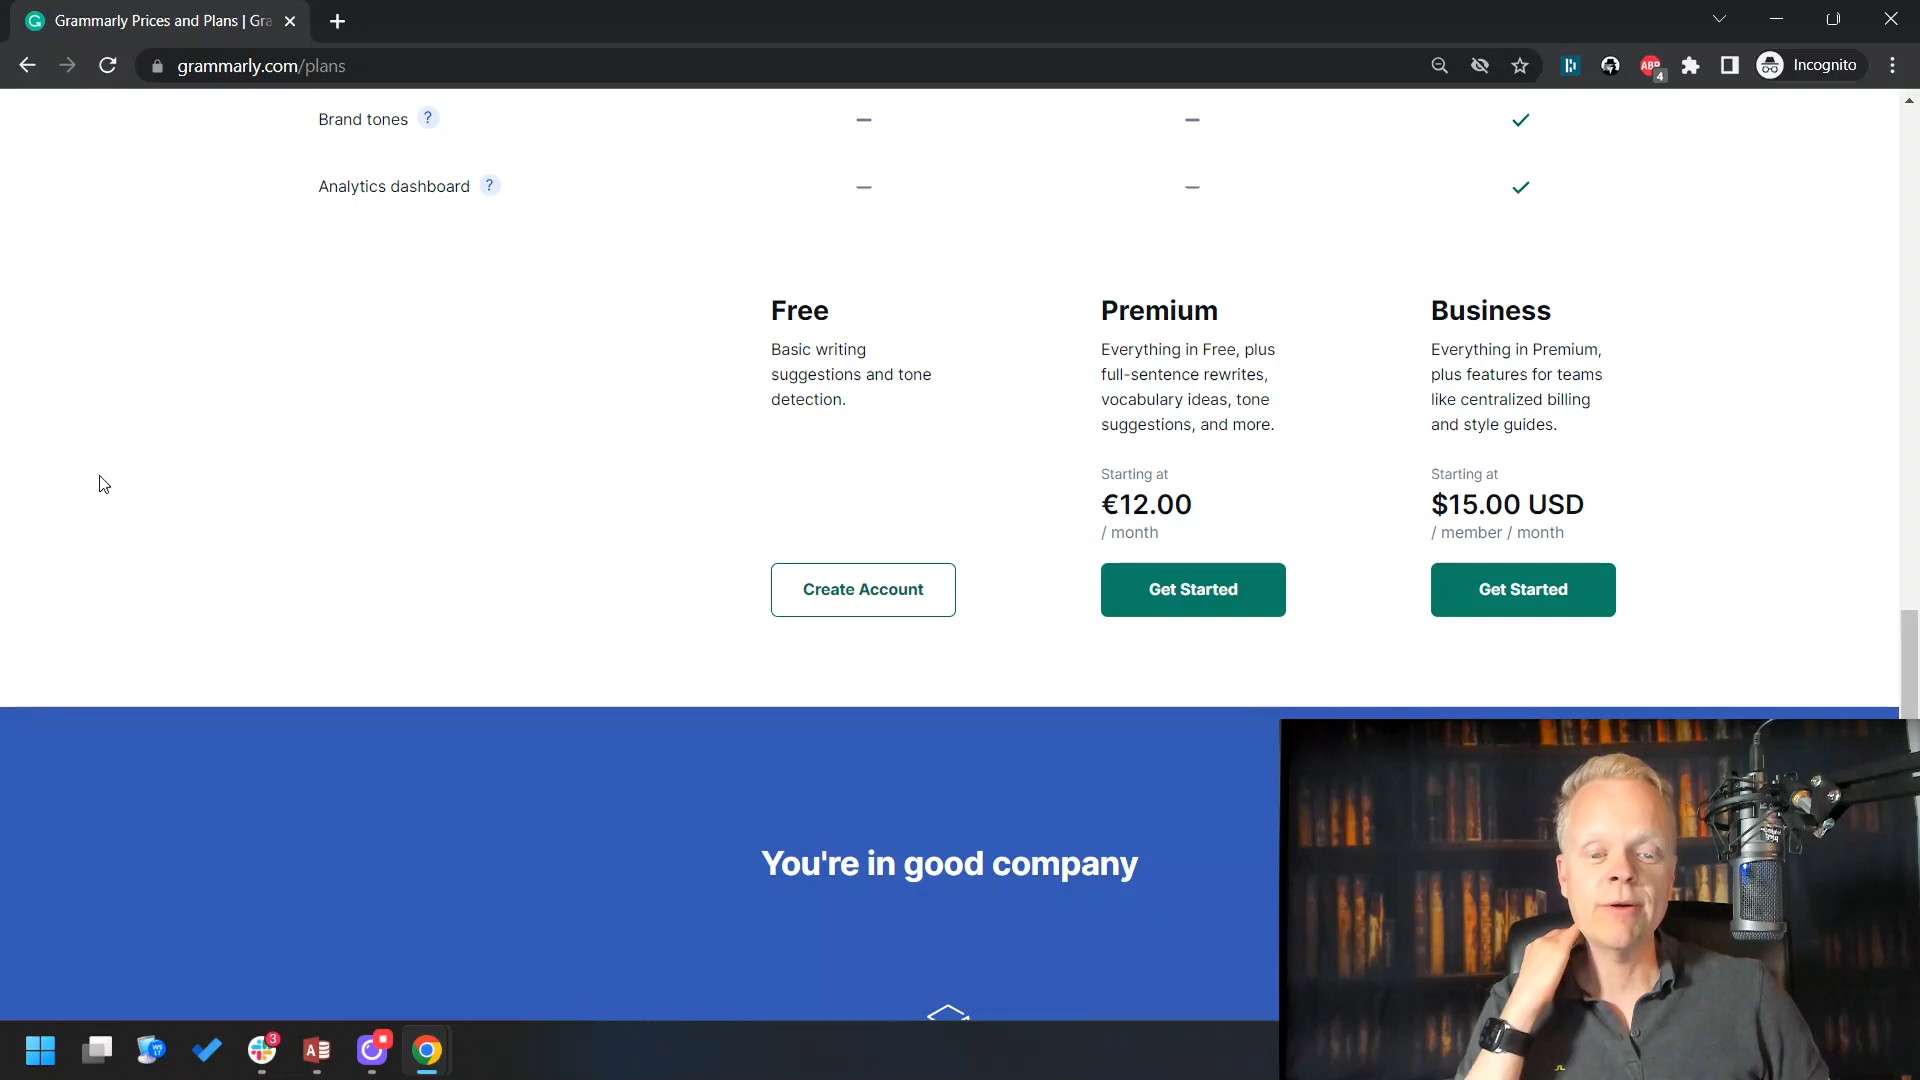 Grammarly Prices and Plans | Gra
grammarly.com/plans
ABP
4
Incognito
Brand tones ?
Analytics dashboard ?
Free
Basic writing
suggestions and tone
detection.
Create Account
Premium
Everything in Free, plus
full-sentence rewrites,
vocabulary ideas, tone
suggestions, and more.
Starting at
€12.00
/ month
Get Started
Business
Everything in Premium,
plus features for teams
like centralized billing
and style guides.
Starting at
$15.00 USD
/ member / month
Get Started
You're in good company
3
A